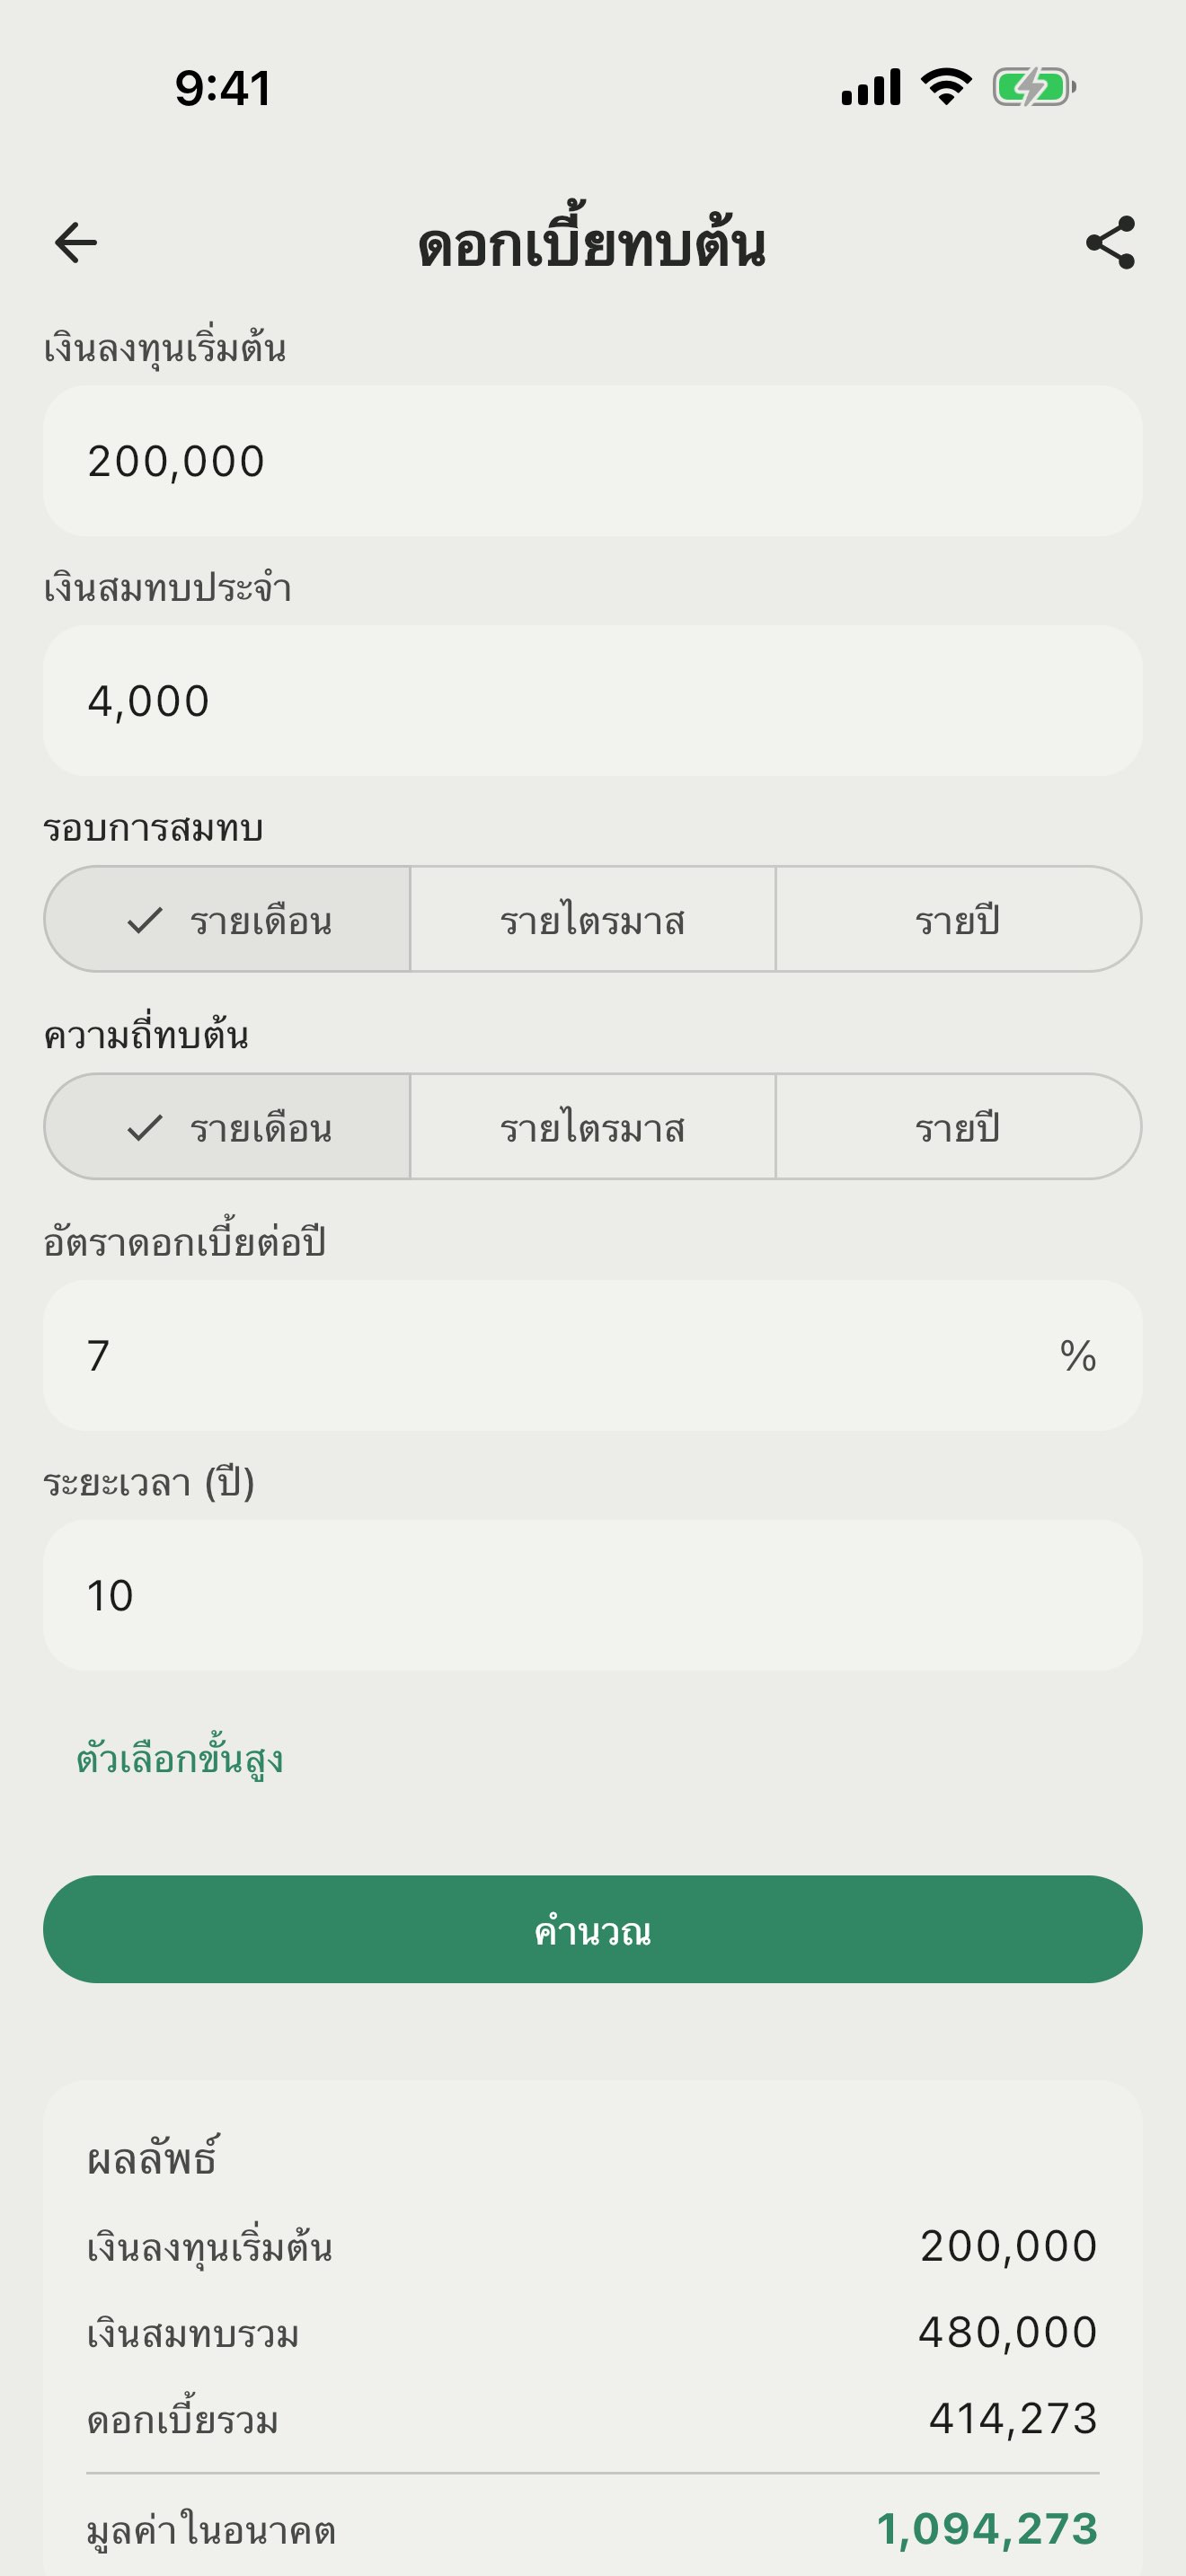 9:41
ดอกเบี้ยทบต้น
เงินลงทุนเริ่มต้น
200,000
เงินสมทบประจำ
4,000
รอบการสมทบ
รายเดือน รายไตรมาส รายปี
ความถี่ทบต้น
รายเดือน รายไตรมาส รายปี
อัตราดอกเบี้ยต่อปี
7 %
ระยะเวลา (ปี)
10
ตัวเลือกขั้นสูง
คำนวณ
ผลลัพธ์
เงินลงทุนเริ่มต้น 200,000
เงินสมทบรวม 480,000
ดอกเบี้ยรวม 414,273
มูลค่าในอนาคต 1,094,273